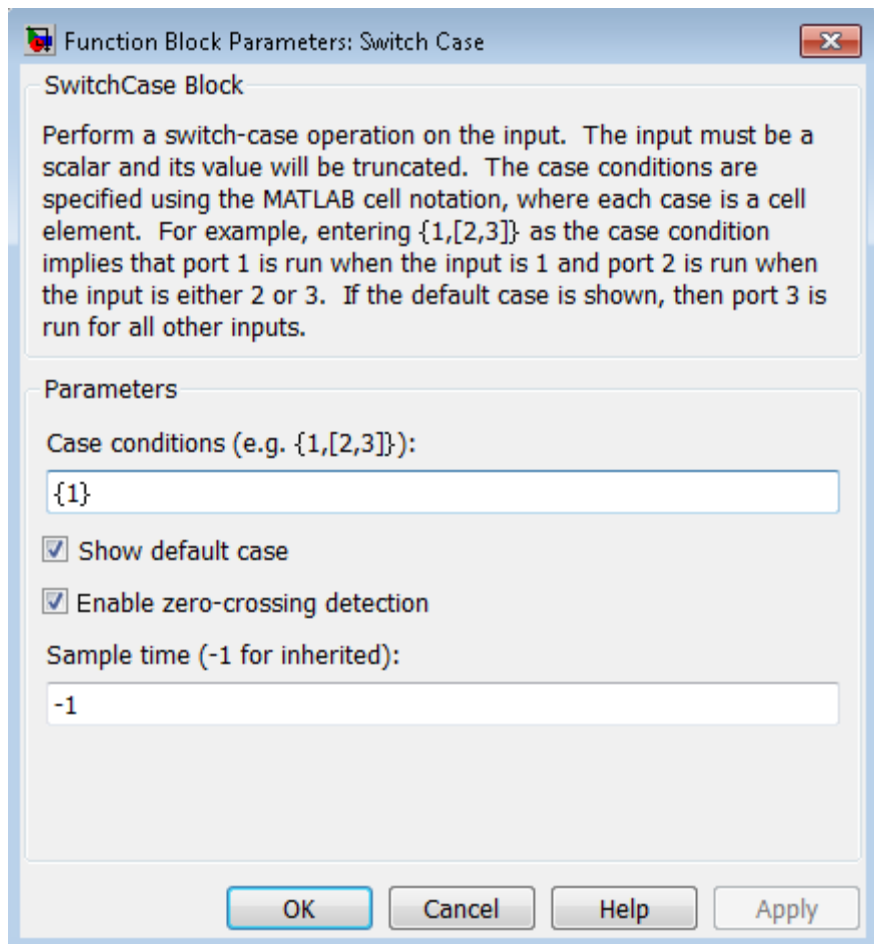 Function Block Parameters: Switch Case
SwitchCase Block
Perform a switch-case operation on the input.  The input must be a
scalar and its value will be truncated.  The case conditions are
specified using the MATLAB cell notation, where each case is a cell
element.  For example, entering {1,[2,3]} as the case condition
implies that port 1 is run when the input is 1 and port 2 is run when
the input is either 2 or 3.  If the default case is shown, then port 3 is
run for all other inputs.
Parameters
Case conditions (e.g. {1,[2,3]}):
{1}
Show default case
Enable zero-crossing detection
Sample time (-1 for inherited):
-1
OK Cancel Help Apply